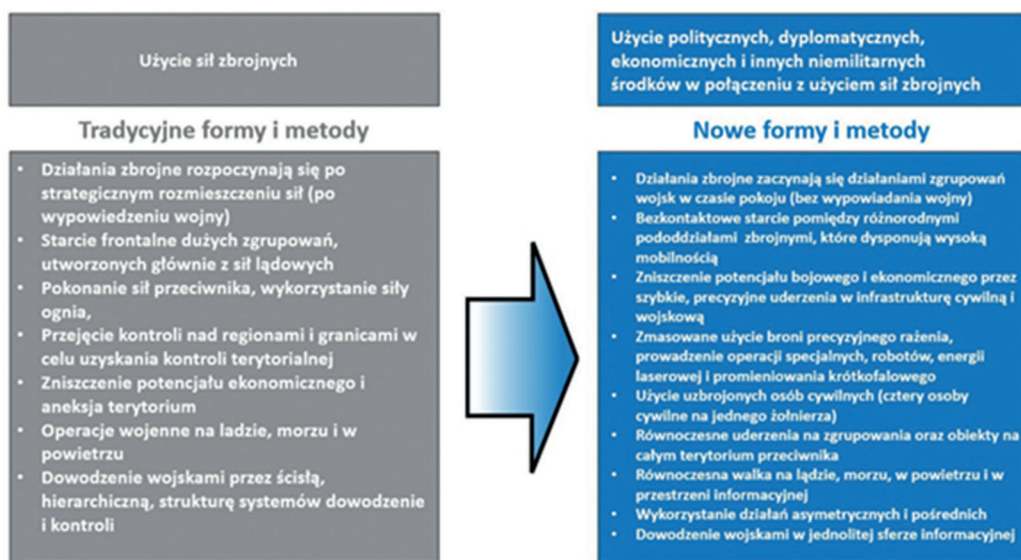 Użycie sił zbrojnych
Tradycyjne formy i metody
• Działania zbrojne rozpoczynają się po
strategicznym rozmieszczeniu sił (po
wypowiedzeniu wojny)
• Starcie frontalne dużych zgrupowań,
utworzonych głównie z sił lądowych
• Pokonanie sił przeciwnika, wykorzystanie siły
ognia,
• Przejęcie kontroli nad regionami i granicami w
celu uzyskania kontroli terytorialnej
• Zniszczenie potencjału ekonomicznego i
aneksja terytorium
• Operacje wojenne na ladzie, morzu i w
powietrzu
• Dowodzenie wojskami przez ścisłą,
hierarchiczną, strukturę systemów dowodzenie
i kontroli
Użycie politycznych, dyplomatycznych,
ekonomicznych i innych niemilitarnych
środków w połączeniu z użyciem sił zbrojnych
Nowe formy i metody
• Działania zbrojne zaczynają się działaniami zgrupowań
wojsk w czasie pokoju (bez wypowiadania wojny)
• Bezkontaktowe starcie pomiędzy różnorodnymi
pododdziałami zbrojnymi, które dysponują wysoką
mobilnością
• Zniszczenie potencjału bojowego i ekonomicznego przez
szybkie, precyzyjne uderzenia w infrastrukturę cywilną i
wojskową
• Zmasowane użycie broni precyzyjnego rażenia,
prowadzenie operacji specjalnych, robotów, energii
laserowej i promieniowania krótkofalowego
• Użycie uzbrojonych osób cywilnych (cztery osoby
cywilne na jednego żołnierza)
• Równoczesne uderzenia na zgrupowania oraz obiekty na
całym terytorium przeciwnika
• Równoczesna walka na lądzie, morzu, w powietrzu i w
przestrzeni informacyjnej
• Wykorzystanie działań asymetrycznych i pośrednich
• Dowodzenie wojskami w jednolitej sferze informacyjnej